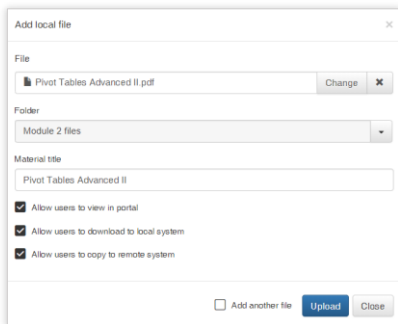 Add local file ×
File
Pivot Tables Advanced II.pdf Change ×
Folder
Module 2 files
Material title
Pivot Tables Advanced II
Allow users to view in portal
Allow users to download to local system
Allow users to copy to remote system
Add another file Upload Close